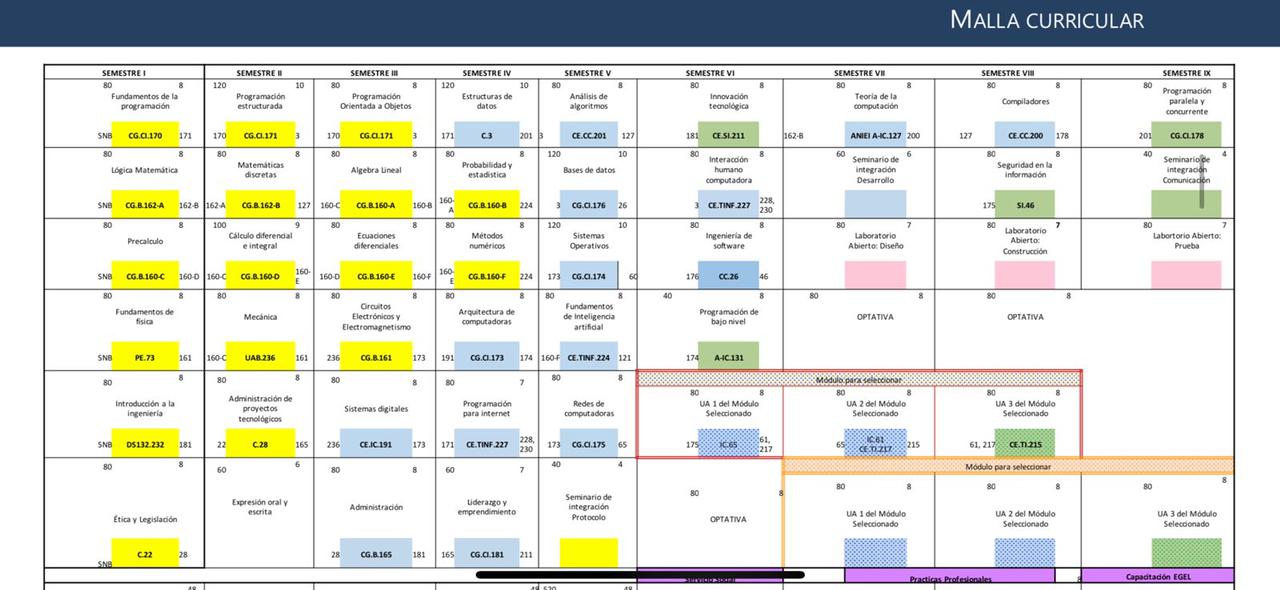 MALLA CURRICULAR
SEMESTRE I SEMESTRE II SEMESTRE III SEMESTRE IV SEMESTRE V SEMESTRE VI SEMESTRE VII SEMESTRE VIII SEMESTRE IX
80 8 120 10 80 8 120 10 80 8 80 8 80 8 80 8 80 8
Fundamentos de la programación
Programación estructurada
Programación Orientada a Objetos
Estructuras de datos
Análisis de algoritmos
Innovación tecnológica
Teoría de la computación
Compiladores
Programación paralela y concurrente
SNB CG.CI.170 171 170 CG.CI.171 3 170 CG.CI.171 3 171 C.3 201 3 CE.CC.201 127 181 CE.SI.211 162-B ANIEI A-IC.127 200 127 CE.CC.200 178 201 CG.CI.178
80 8 80 8 80 8 80 8 120 10 80 8 60 6 80 8 40 4
Lógica Matemática
Matemáticas discretas
Algebra Lineal
Probabilidad y estadistica
Bases de datos
Interacción humano computadora
Seminario de integración Desarrollo
Seguridad en la información
Seminario de integración Comunicación
SNB CG.B.162-A 162-B 162-A CG.B.162-B 127 160-C CG.B.160-A 160-B 160-A CG.B.160-B 224 3 CG.CI.176 26 3 CE.TINF.227 228, 230 175 SI.46
80 8 100 9 80 8 80 8 120 10 80 8 80 7 80 7 80 7
Precalculo
Cálculo diferencial e integral
Ecuaciones diferenciales
Métodos numéricos
Sistemas Operativos
Ingeniería de software
Laboratorio Abierto: Diseño
Laboratorio Abierto: Construcción
Labortorio Abierto: Prueba
SNB CG.B.160-C 160-D 160-C CG.B.160-D 160-E 160-D CG.B.160-E 160-F 160-E CG.B.160-F 224 173 CG.CI.174 60 176 CC.26 46
80 8 80 8 80 8 80 8 80 8 40 8 80 8 80 8
Fundamentos de física
Mecánica
Circuitos Electrónicos y Electromagnetismo
Arquitectura de computadoras
Fundamentos de Inteligencia artificial
Programación de bajo nivel
OPTATIVA
OPTATIVA
SNB PE.73 161 160-C UAB.236 161 236 CG.B.161 173 191 CG.CI.173 174 160-F CE.TINF.224 121 174 A-IC.131
Módulo para seleccionar
80 8 80 8 80 8 80 7 80 8 80 8 80 8 80 8
Introducción a la ingeniería
Administración de proyectos tecnológicos
Sistemas digitales
Programación para internet
Redes de computadoras
UA 1 del Módulo Seleccionado
UA 2 del Módulo Seleccionado
UA 3 del Módulo Seleccionado
SNB DS132.232 181 22 C.28 165 236 CE.IC.191 173 171 CE.TINF.227 228, 230 173 CG.CI.175 65 175 IC.65 61, 217 65 IC.61 CE.TI.217 215 61, 217 CE.TI.215
Módulo para seleccionar
80 8 60 6 80 8 60 7 40 4 80 8 80 8 80 8 80 8
Ética y Legislación
Expresión oral y escrita
Administración
Liderazgo y emprendimiento
Seminario de integración Protocolo
OPTATIVA
UA 1 del Módulo Seleccionado
UA 2 del Módulo Seleccionado
UA 3 del Módulo Seleccionado
SNB C.22 28 28 CG.B.165 181 165 CG.CI.181 211
Servicio Social Practicas Profesionales 8 Capacitación EGEL
48 48 520 48